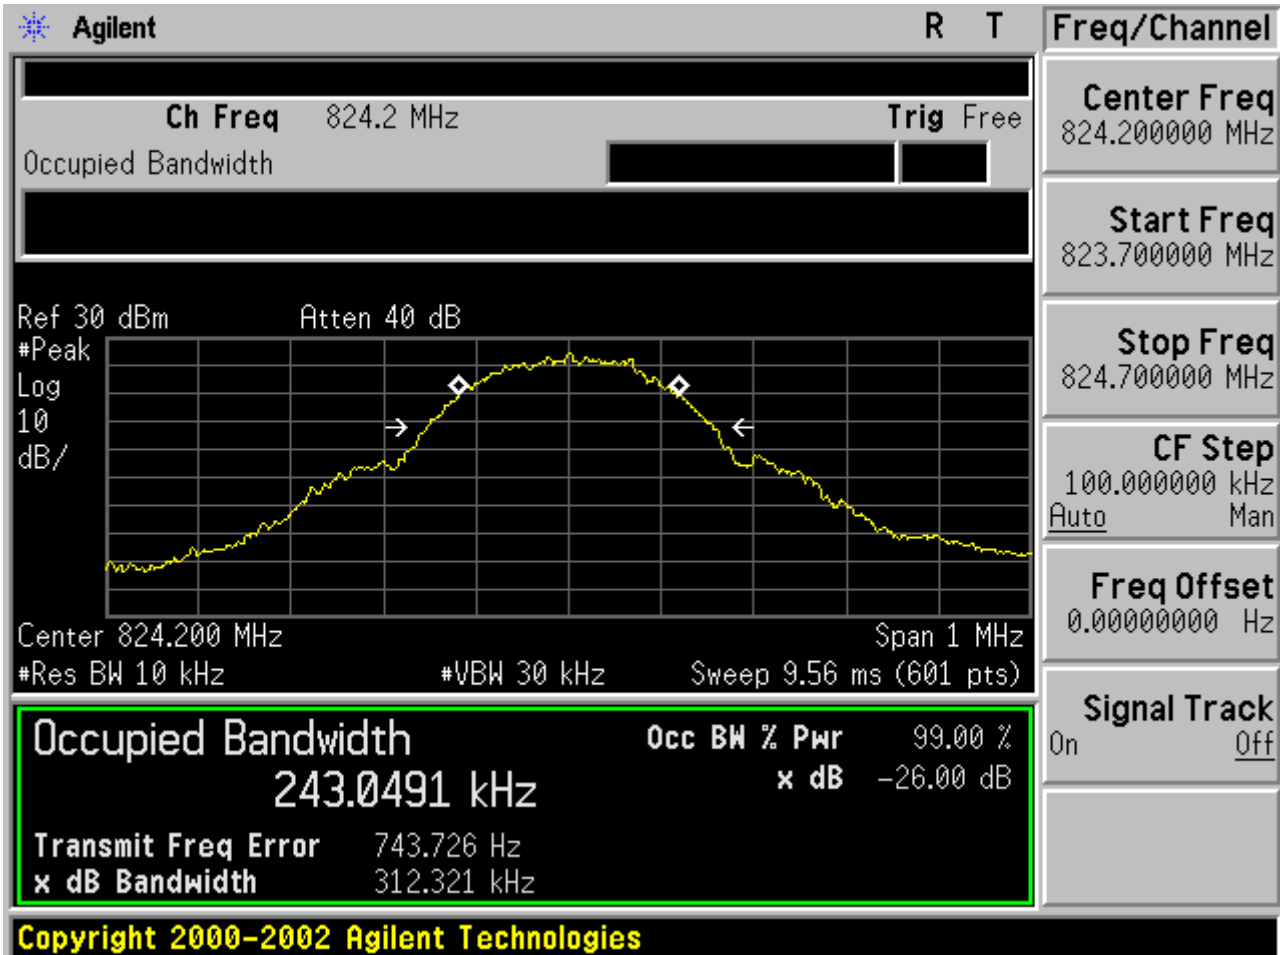 Agilent R T
Freq/Channel
Ch Freq 824.2 MHz Trig Free
Occupied Bandwidth
Center Freq
824.200000 MHz
Start Freq
823.700000 MHz
Stop Freq
824.700000 MHz
CF Step
100.000000 kHz
Auto Man
Freq Offset
0.00000000 Hz
Signal Track
On Off
Ref 30 dBm Atten 40 dB
#Peak
Log
10
dB/
Center 824.200 MHz Span 1 MHz
#Res BW 10 kHz #VBW 30 kHz Sweep 9.56 ms (601 pts)
Occupied Bandwidth
243.0491 kHz
Occ BW % Pwr 99.00 %
x dB -26.00 dB
Transmit Freq Error 743.726 Hz
x dB Bandwidth 312.321 kHz
Copyright 2000-2002 Agilent Technologies